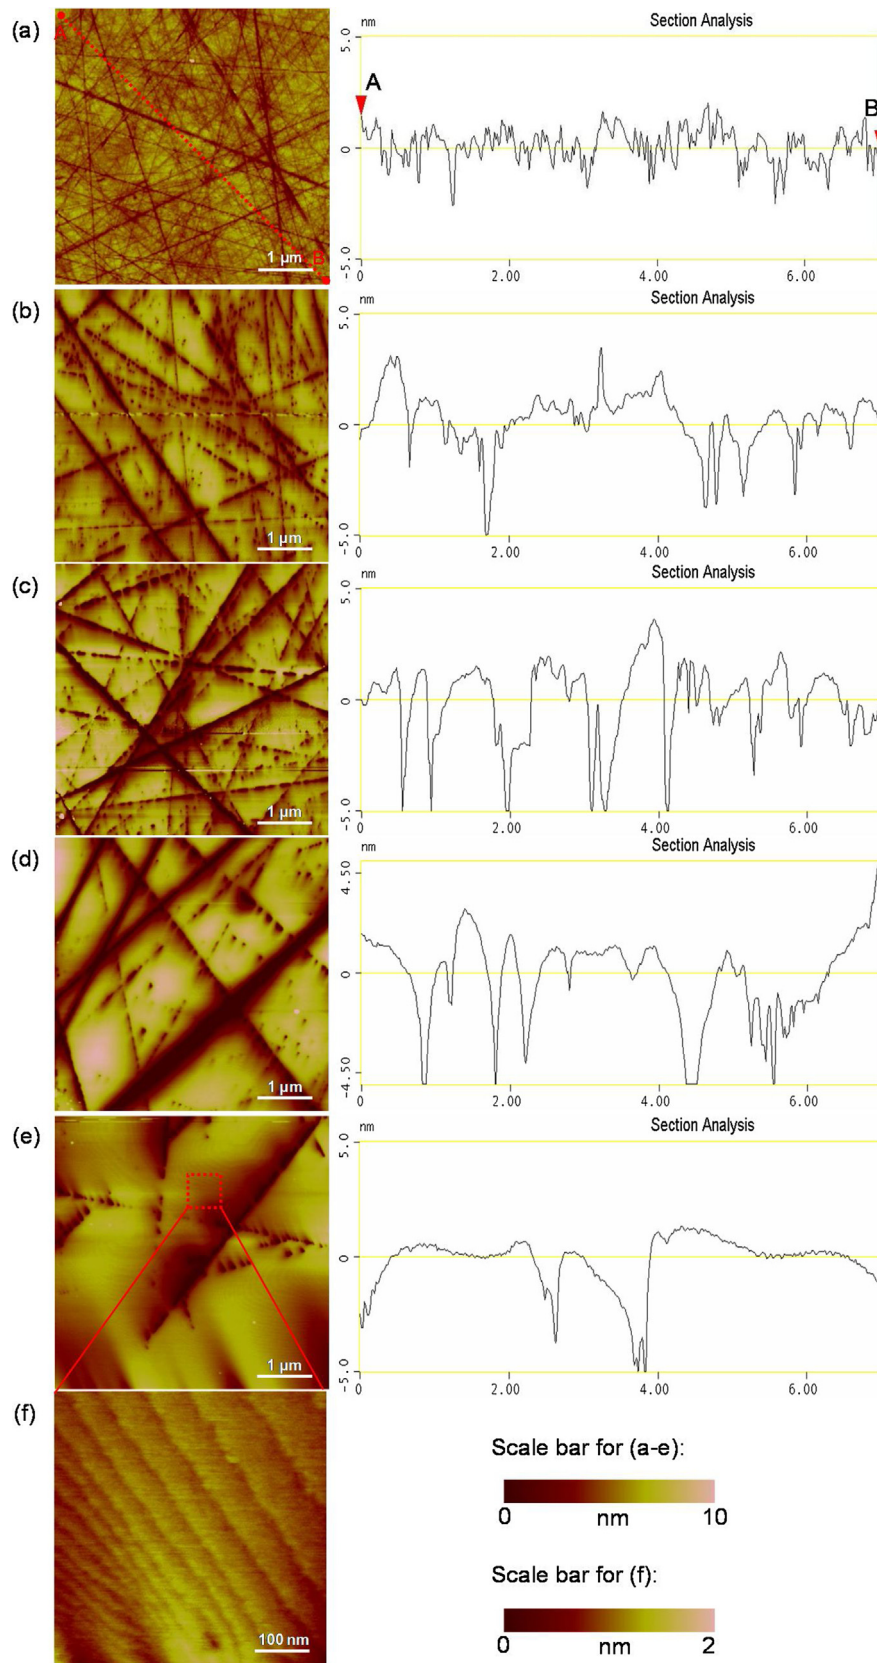 (a)
A
B
1 µm
Section Analysis
nm
5.0
0
-5.0
A
B
0
2.00
4.00
6.00
(b)
1 µm
Section Analysis
nm
5.0
0
-5.0
0
2.00
4.00
6.00
(c)
1 µm
Section Analysis
nm
5.0
0
-5.0
0
2.00
4.00
6.00
(d)
1 µm
Section Analysis
nm
4.50
0
-4.50
0
2.00
4.00
6.00
(e)
1 µm
Section Analysis
nm
5.0
0
-5.0
0
2.00
4.00
6.00
(f)
100 nm
Scale bar for (a-e):
0 nm 10
Scale bar for (f):
0 nm 2